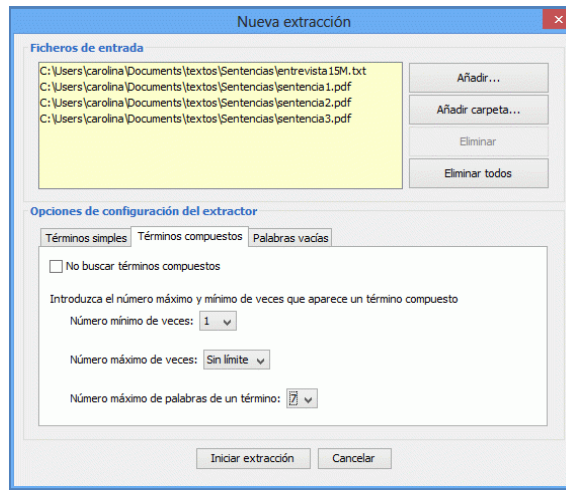 Nueva extracción
Ficheros de entrada
C:\Users\carolina\Documents\textos\Sentencias\entrevista15M.txt
C:\Users\carolina\Documents\textos\Sentencias\sentencia1.pdf
C:\Users\carolina\Documents\textos\Sentencias\sentencia2.pdf
C:\Users\carolina\Documents\textos\Sentencias\sentencia3.pdf
Añadir...
Añadir carpeta...
Eliminar
Eliminar todos
Opciones de configuración del extractor
Términos simples Términos compuestos Palabras vacías
No buscar términos compuestos
Introduzca el número máximo y mínimo de veces que aparece un término compuesto
Número mínimo de veces: 1
Número máximo de veces: Sin límite
Número máximo de palabras de un término: 7
Iniciar extracción Cancelar